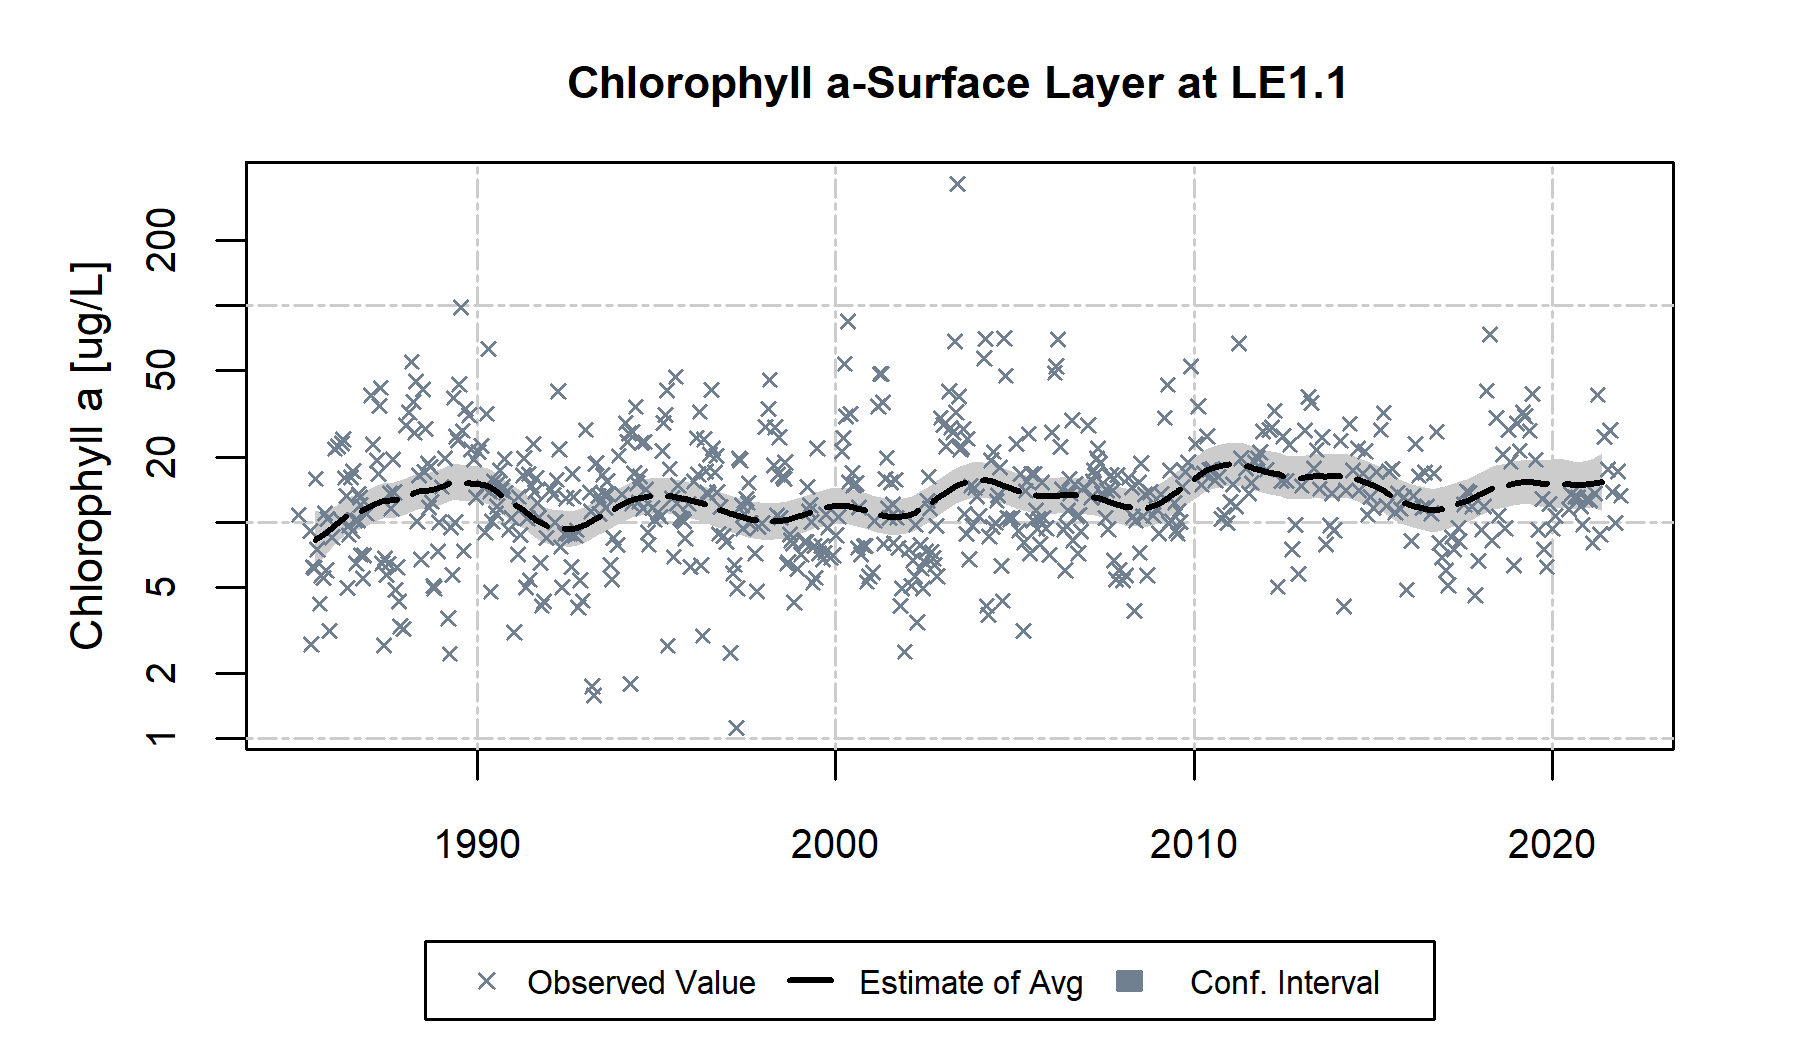 Chlorophyll a-Surface Layer at LE1.1
Chlorophyll a [ug/L]
200
50
20
5
2
1
1990 2000 2010 2020
Observed Value Estimate of Avg Conf. Interval